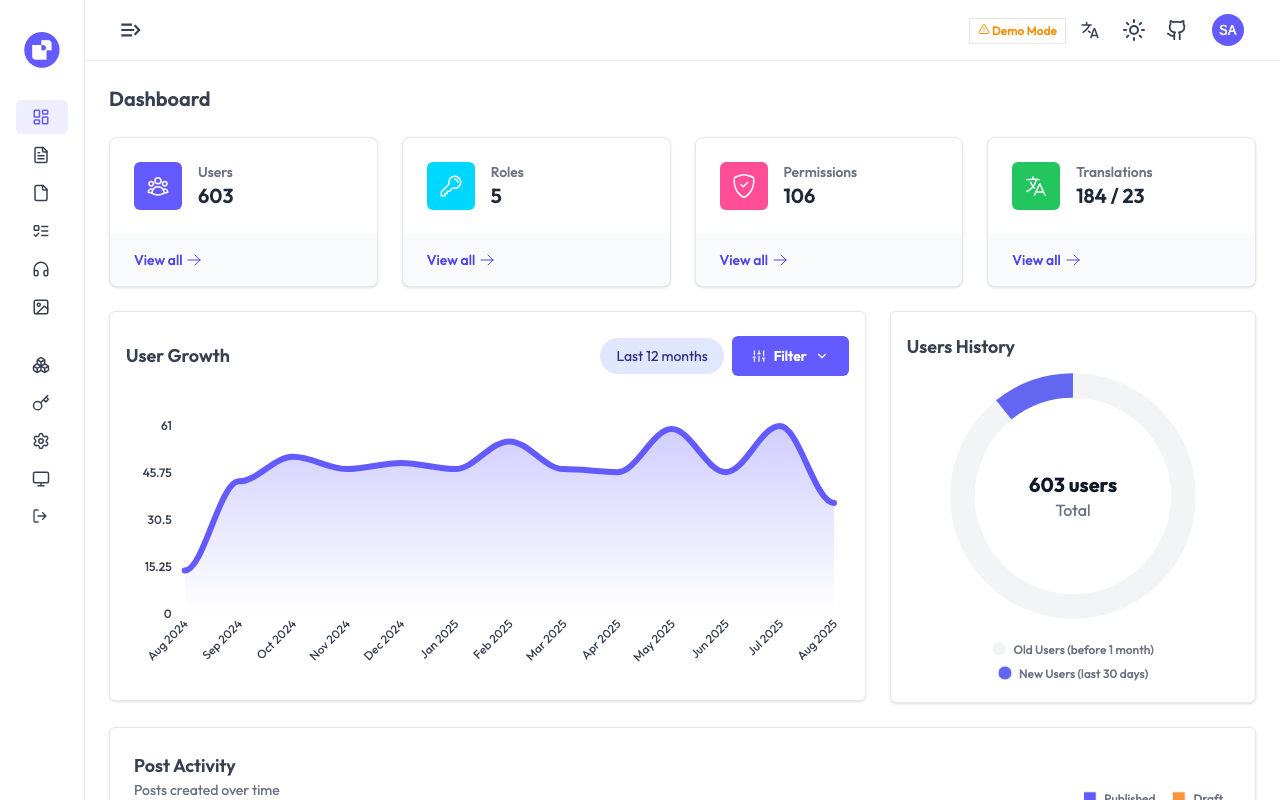 Demo Mode
SA
Dashboard
Users
603
View all
Roles
5
View all
Permissions
106
View all
Translations
184 / 23
View all
User Growth
Last 12 months
Filter
61
45.75
30.5
15.25
0
Aug 2024
Sep 2024
Oct 2024
Nov 2024
Dec 2024
Jan 2025
Feb 2025
Mar 2025
Apr 2025
May 2025
Jun 2025
Jul 2025
Aug 2025
Users History
603 users
Total
Old Users (before 1 month)
New Users (last 30 days)
Post Activity
Posts created over time
Published
Draft